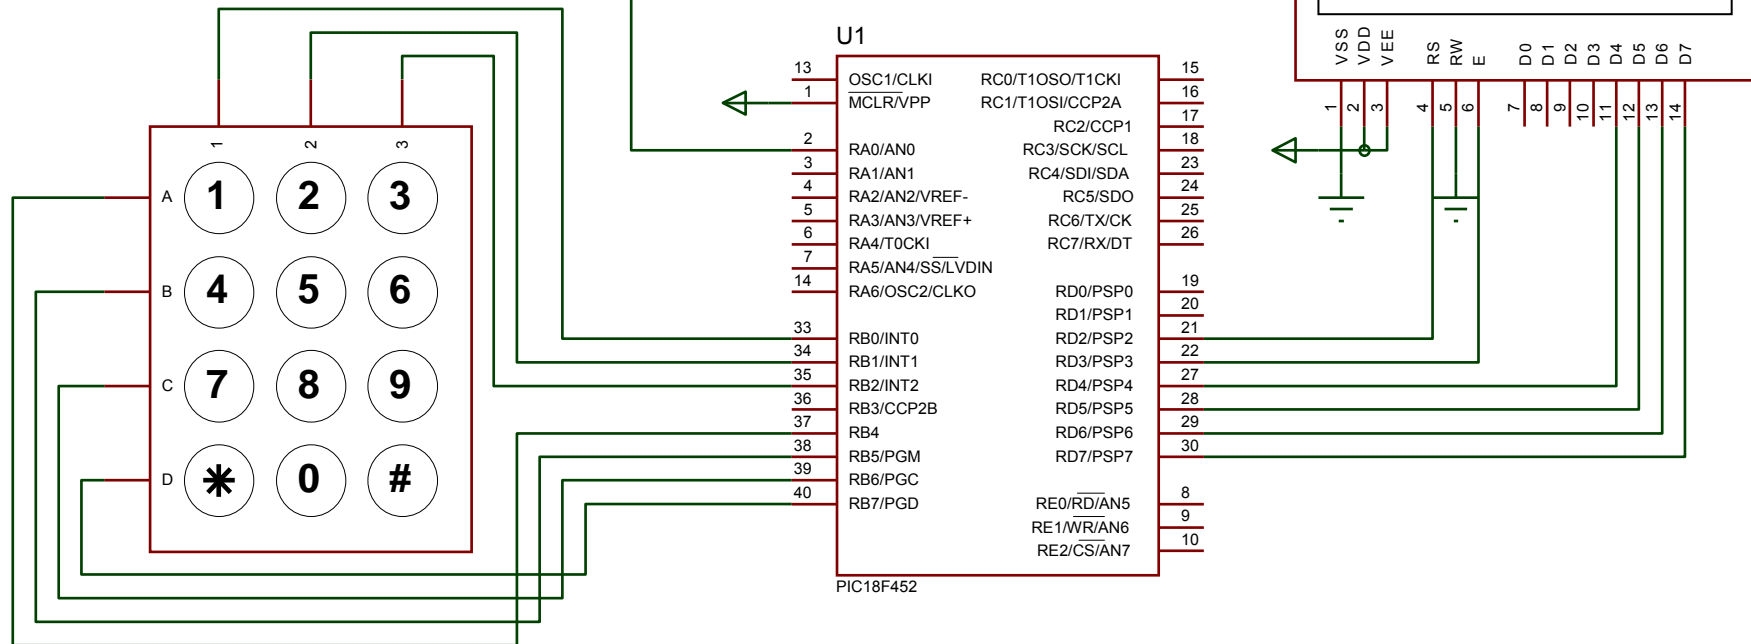 U1
VSS VDD VEE RS RW E D0 D1 D2 D3 D4 D5 D6 D7
1 2 3 4 5 6 7 8 9 10 11 12 13 14
1 2 3
A 1 2 3
B 4 5 6
C 7 8 9
D * 0 #
13 OSC1/CLKI
1 MCLR/VPP
2 RA0/AN0
3 RA1/AN1
4 RA2/AN2/VREF-
5 RA3/AN3/VREF+
6 RA4/T0CKI
7 RA5/AN4/SS/LVDIN
14 RA6/OSC2/CLKO
33 RB0/INT0
34 RB1/INT1
35 RB2/INT2
36 RB3/CCP2B
37 RB4
38 RB5/PGM
39 RB6/PGC
40 RB7/PGD
RC0/T1OSO/T1CKI 15
RC1/T1OSI/CCP2A 16
RC2/CCP1 17
RC3/SCK/SCL 18
RC4/SDI/SDA 23
RC5/SDO 24
RC6/TX/CK 25
RC7/RX/DT 26
RD0/PSP0 19
RD1/PSP1 20
RD2/PSP2 21
RD3/PSP3 22
RD4/PSP4 27
RD5/PSP5 28
RD6/PSP6 29
RD7/PSP7 30
RE0/RD/AN5 8
RE1/WR/AN6 9
RE2/CS/AN7 10
PIC18F452